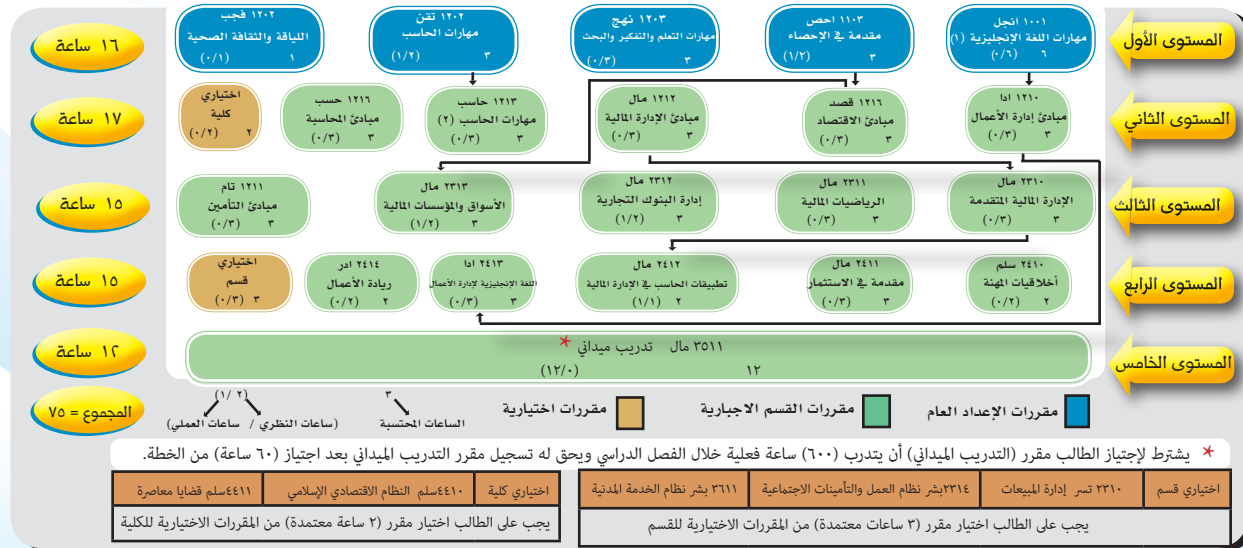 المستوى الأول
١٠٠١ انجل
مهارات اللغة الإنجليزية (١)
٦ (٠/٦)
١١٠٣ احص
مقدمة في الإحصاء
٣ (١/٢)
١٢٠٣ نهج
مهارات التعلم والتفكير والبحث
٣ (٠/٣)
١٢٠٢ تقن
مهارات الحاسب
٣ (١/٢)
١٢٠٢ فجب
اللياقة والثقافة الصحية
١ (٠/١)
١٦ ساعة
المستوى الثاني
١٢١٠ ادا
مبادئ إدارة الأعمال
٣ (٠/٣)
١٢١٦ قصد
مبادئ الاقتصاد
٣ (٠/٣)
١٢١٢ مال
مبادئ الإدارة المالية
٣ (٠/٣)
١٢١٣ حاسب
مهارات الحاسب (٢)
٣ (٠/٣)
١٢١٦ حسب
مبادئ المحاسبة
٣ (٠/٣)
اختياري
كلية
٢ (٠/٢)
١٧ ساعة
المستوى الثالث
٢٣١٠ مال
الإدارة المالية المتقدمة
٣ (٠/٣)
٢٣١١ مال
الرياضيات المالية
٣ (٠/٣)
٢٣١٢ مال
إدارة البنوك التجارية
٣ (١/٢)
٢٣١٣ مال
الأسواق والمؤسسات المالية
٣ (١/٢)
١٢١١ تام
مبادئ التأمين
٣ (٠/٣)
١٥ ساعة
المستوى الرابع
٢٤١٠ سلم
أخلاقيات المهنة
٢ (٠/٢)
٢٤١١ مال
مقدمة في الاستثمار
٣ (٠/٣)
٢٤١٢ مال
تطبيقات الحاسب في الإدارة المالية
٢ (١/١)
٢٤١٣ ادا
اللغة الإنجليزية لإدارة الأعمال
٣ (٠/٣)
٢٤١٤ ادر
ريادة الأعمال
٢ (٠/٢)
اختياري
قسم
٣ (٠/٣)
١٥ ساعة
المستوى الخامس
٣٥١١ مال تدريب ميداني *
١٢ (١٢/٠)
١٢ ساعة
مقررات الإعداد العام
مقررات القسم الاجبارية
مقررات اختيارية
٣
الساعات المحتسبة
(١/ ٢)
(ساعات النظري / ساعات العملي)
المجموع = ٧٥
* يشترط لإجتياز الطالب مقرر (التدريب الميداني) أن يتدرب (٦٠٠) ساعة فعلية خلال الفصل الدراسي ويحق له تسجيل مقرر التدريب الميداني بعد اجتياز (٦٠ ساعة) من الخطة.
اختياري قسم ٢٣١٠ تسر إدارة المبيعات ٢٣١٤بشر نظام العمل والتأمينات الاجتماعية ٣٦١١ بشر نظام الخدمة المدنية
يجب على الطالب اختيار مقرر (٣ ساعات معتمدة) من المقررات الاختيارية للقسم
اختياري كلية ٤٤١٠سلم النظام الاقتصادي الإسلامي ٤٤١١سلم قضايا معاصرة
يجب على الطالب اختيار مقرر (٢ ساعة معتمدة) من المقررات الاختيارية للكلية